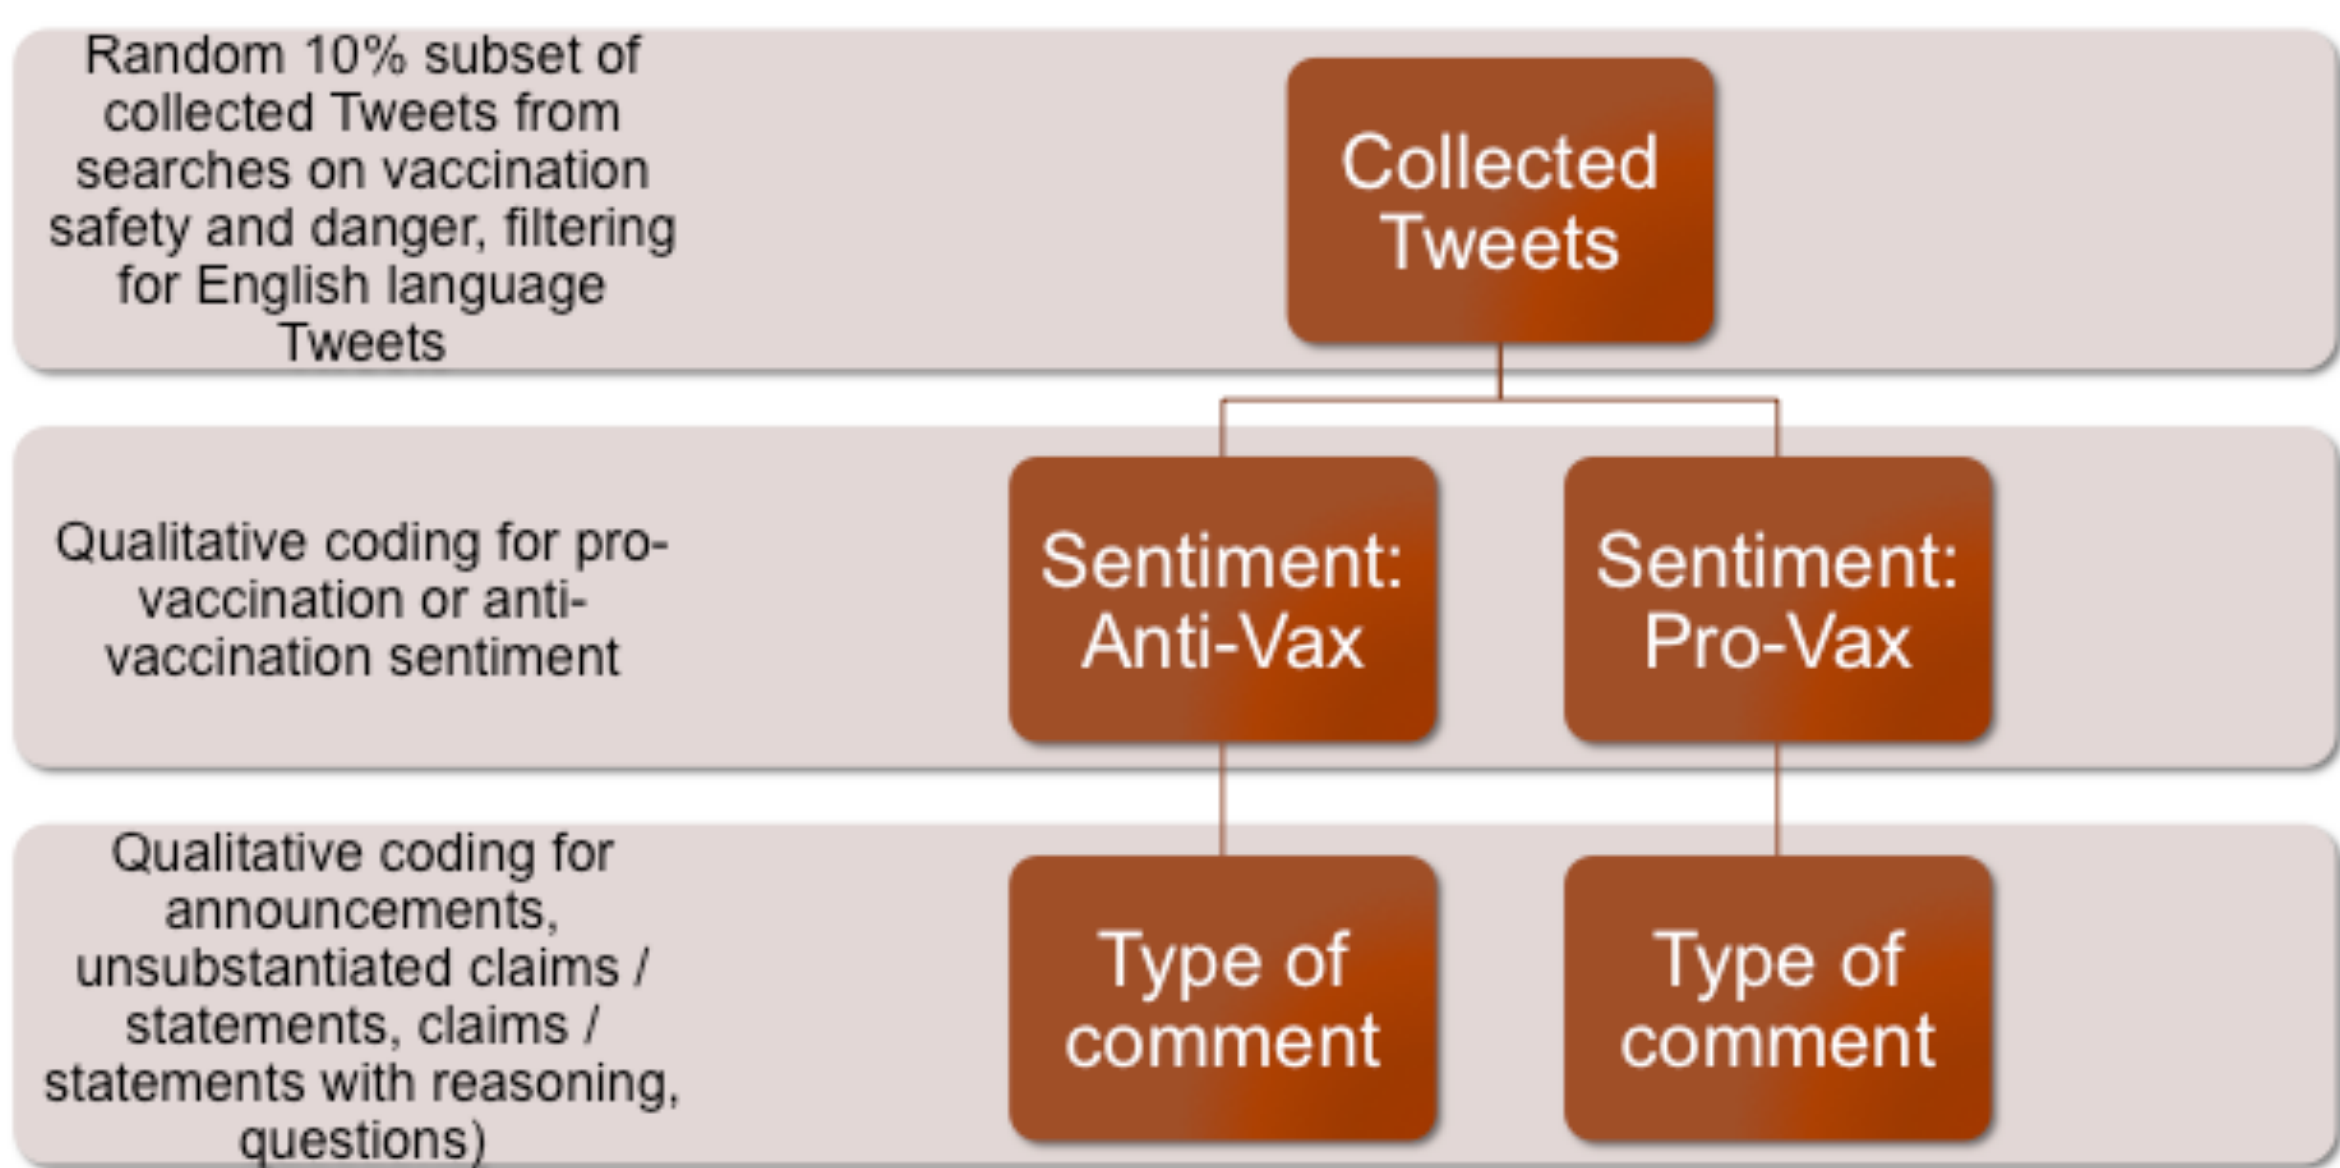 Random 10% subset of
collected Tweets from
searches on vaccination
safety and danger, filtering
for English language
Tweets
Collected
Tweets
Qualitative coding for pro-
vaccination or anti-
vaccination sentiment
Sentiment:
Anti-Vax
Sentiment:
Pro-Vax
Qualitative coding for
announcements,
unsubstantiated claims /
statements, claims /
statements with reasoning,
questions)
Type of
comment
Type of
comment